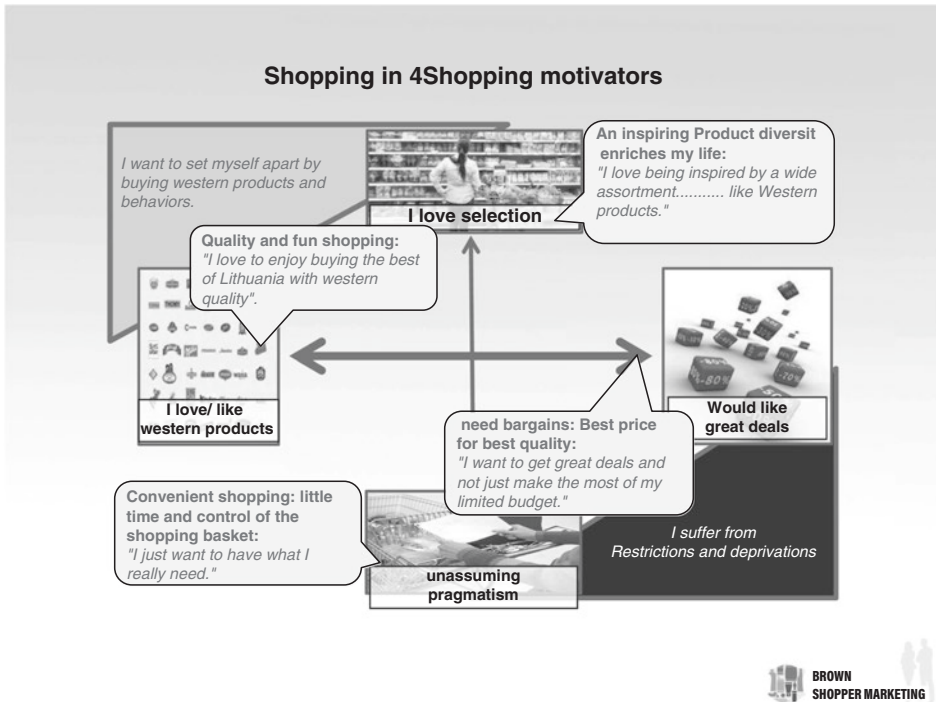 Shopping in 4Shopping motivators
I want to set myself apart by
buying western products and
behaviors.
I love selection
An inspiring Product diversit
enriches my life:
"I love being inspired by a wide
assortment........... like Western
products."
Quality and fun shopping:
"I love to enjoy buying the best
of Lithuania with western
quality".
I love/ like
western products
Would like
great deals
need bargains: Best price
for best quality:
"I want to get great deals and
not just make the most of my
limited budget."
Convenient shopping: little
time and control of the
shopping basket:
"I just want to have what I
really need."
unassuming
pragmatism
I suffer from
Restrictions and deprivations
-80%
-70%
BROWN
SHOPPER MARKETING